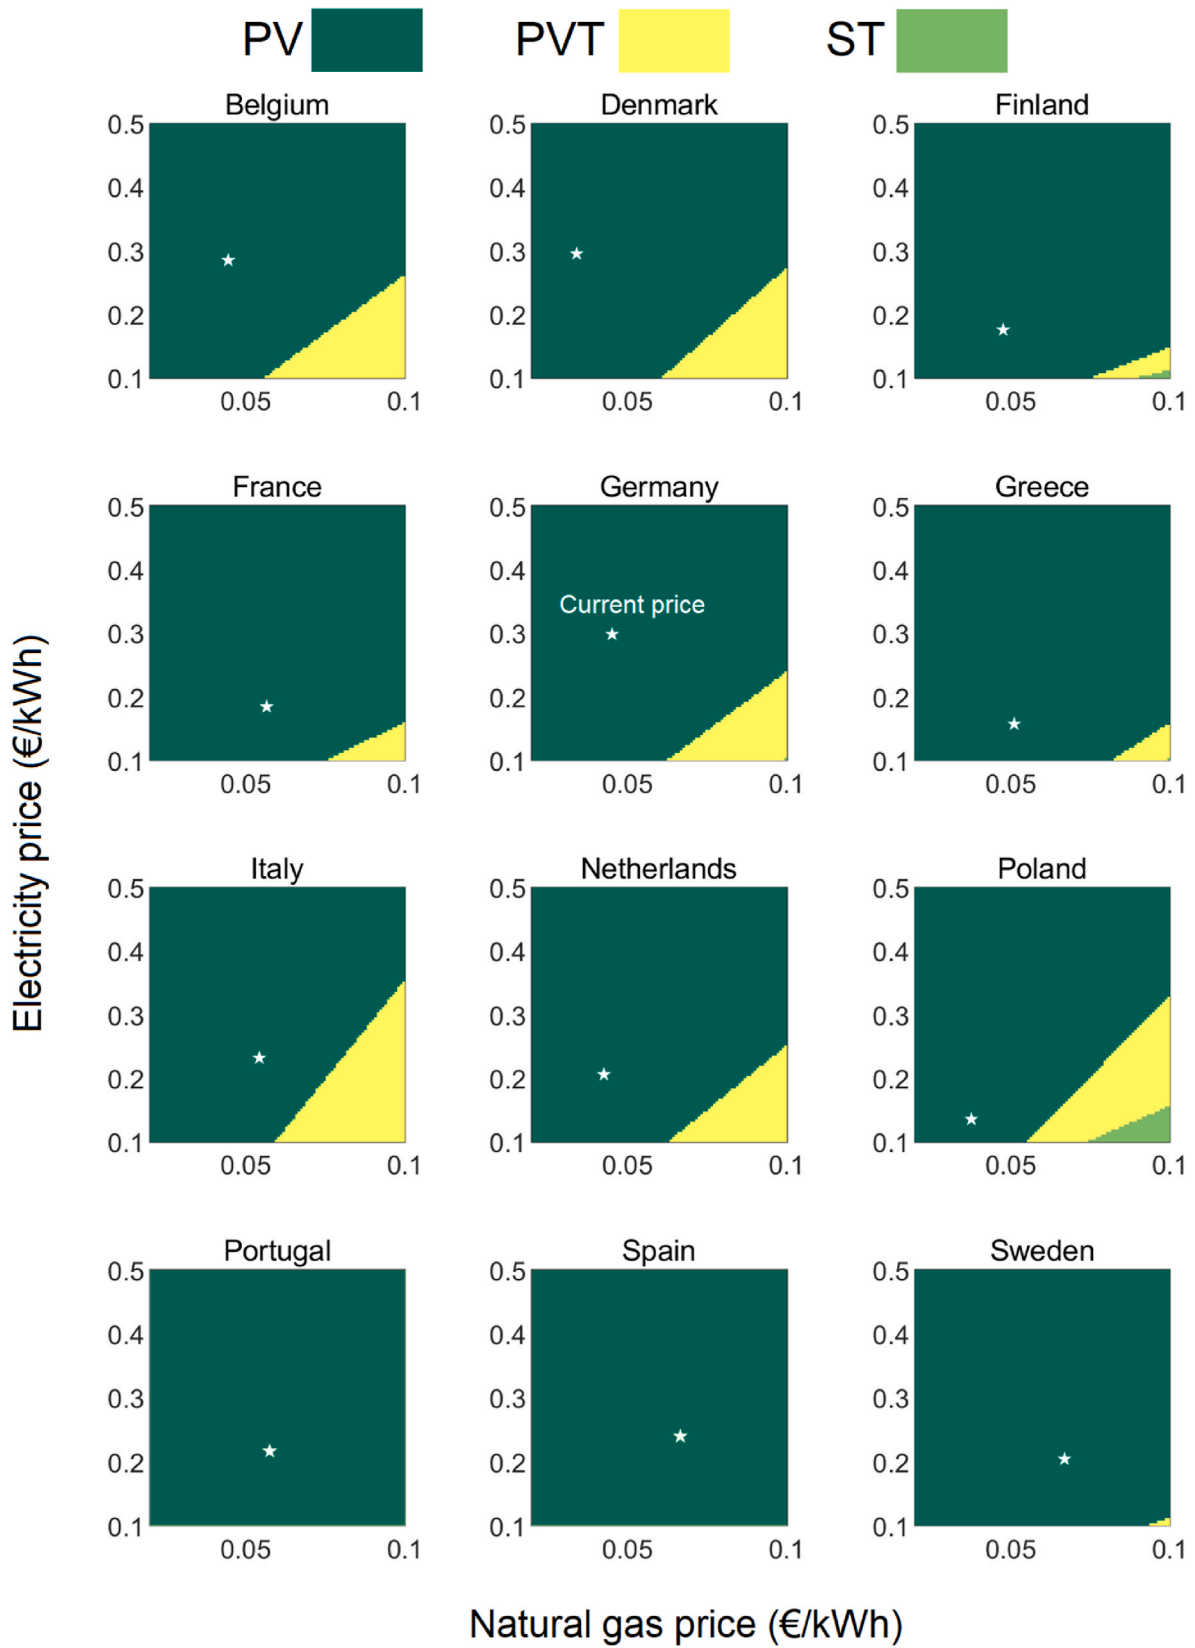 PV PVT ST
Belgium Denmark Finland
0.5 0.5 0.5
0.4 0.4 0.4
0.3 0.3 0.3
0.2 0.2 0.2
0.1 0.1 0.1
0.05 0.1 0.05 0.1 0.05 0.1
France Germany Greece
0.5 0.5 0.5
0.4 0.4 0.4
Current price
0.3 0.3 0.3
0.2 0.2 0.2
0.1 0.1 0.1
0.05 0.1 0.05 0.1 0.05 0.1
Electricity price (€/kWh)
Italy Netherlands Poland
0.5 0.5 0.5
0.4 0.4 0.4
0.3 0.3 0.3
0.2 0.2 0.2
0.1 0.1 0.1
0.05 0.1 0.05 0.1 0.05 0.1
Portugal Spain Sweden
0.5 0.5 0.5
0.4 0.4 0.4
0.3 0.3 0.3
0.2 0.2 0.2
0.1 0.1 0.1
0.05 0.1 0.05 0.1 0.05 0.1
Natural gas price (€/kWh)